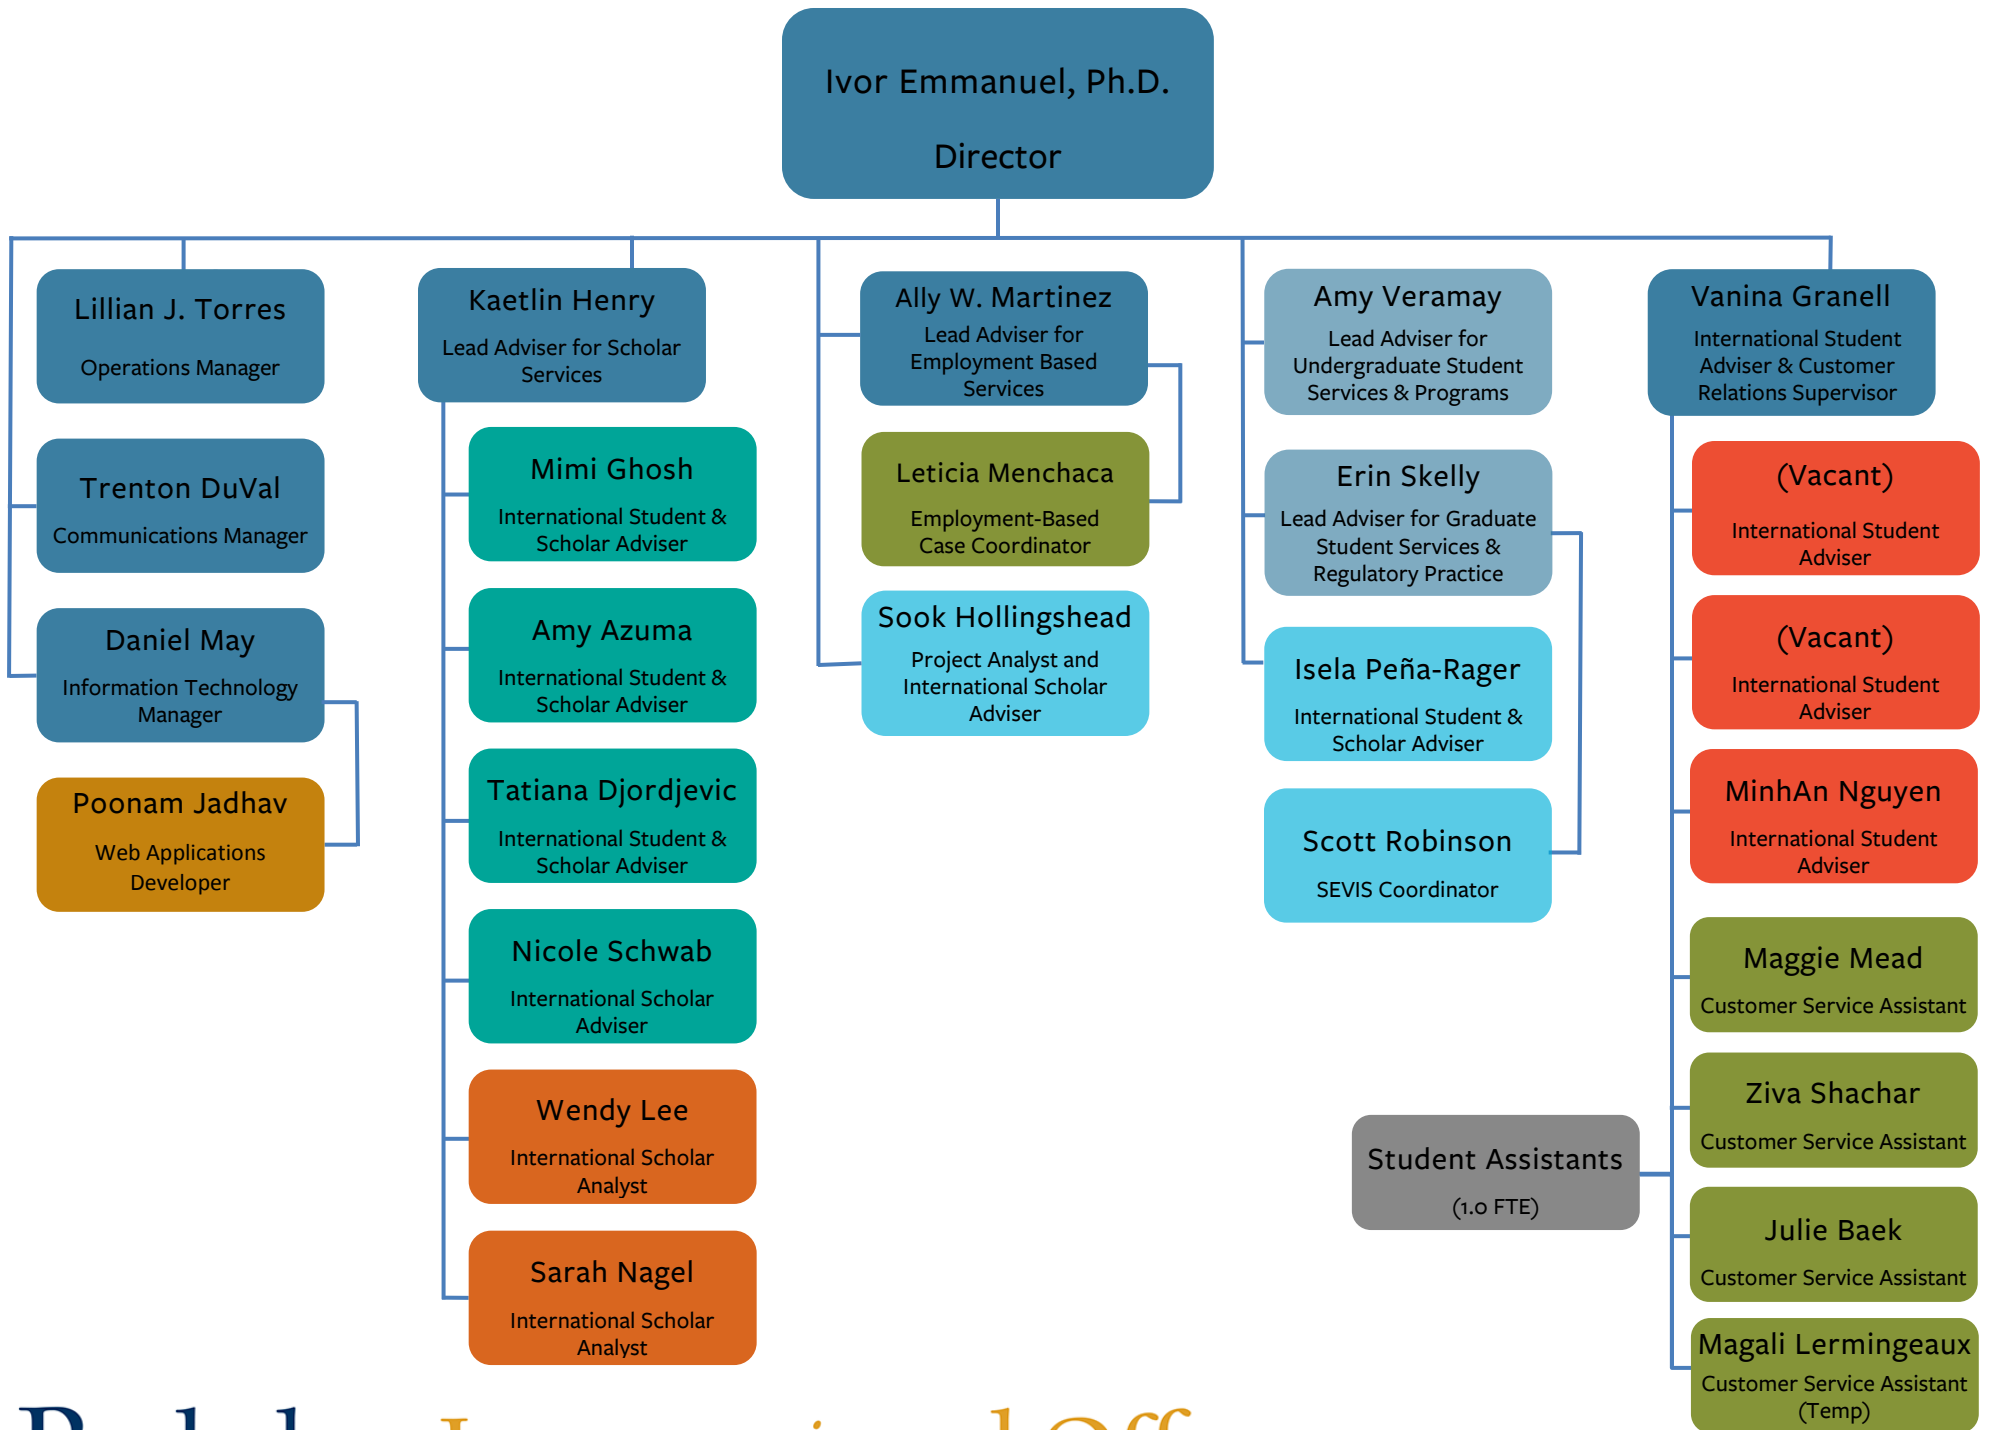 Ivor Emmanuel, Ph.D.
Director
Lillian J. Torres
Operations Manager
Trenton DuVal
Communications Manager
Daniel May
Information Technology
Manager
Poonam Jadhav
Web Applications
Developer
Kaetlin Henry
Lead Adviser for Scholar
Services
Mimi Ghosh
International Student &
Scholar Adviser
Amy Azuma
International Student &
Scholar Adviser
Tatiana Djordjevic
International Student &
Scholar Adviser
Nicole Schwab
International Scholar
Adviser
Wendy Lee
International Scholar
Analyst
Sarah Nagel
International Scholar
Analyst
Ally W. Martinez
Lead Adviser for
Employment Based
Services
Leticia Menchaca
Employment-Based
Case Coordinator
Sook Hollingshead
Project Analyst and
International Scholar
Adviser
Amy Veramay
Lead Adviser for
Undergraduate Student
Services & Programs
Erin Skelly
Lead Adviser for Graduate
Student Services &
Regulatory Practice
Isela Peña-Rager
International Student &
Scholar Adviser
Scott Robinson
SEVIS Coordinator
Student Assistants
(1.0 FTE)
Vanina Granell
International Student
Adviser & Customer
Relations Supervisor
(Vacant)
International Student
Adviser
(Vacant)
International Student
Adviser
MinhAn Nguyen
International Student
Adviser
Maggie Mead
Customer Service Assistant
Ziva Shachar
Customer Service Assistant
Julie Baek
Customer Service Assistant
Magali Lermingeaux
Customer Service Assistant
(Temp)